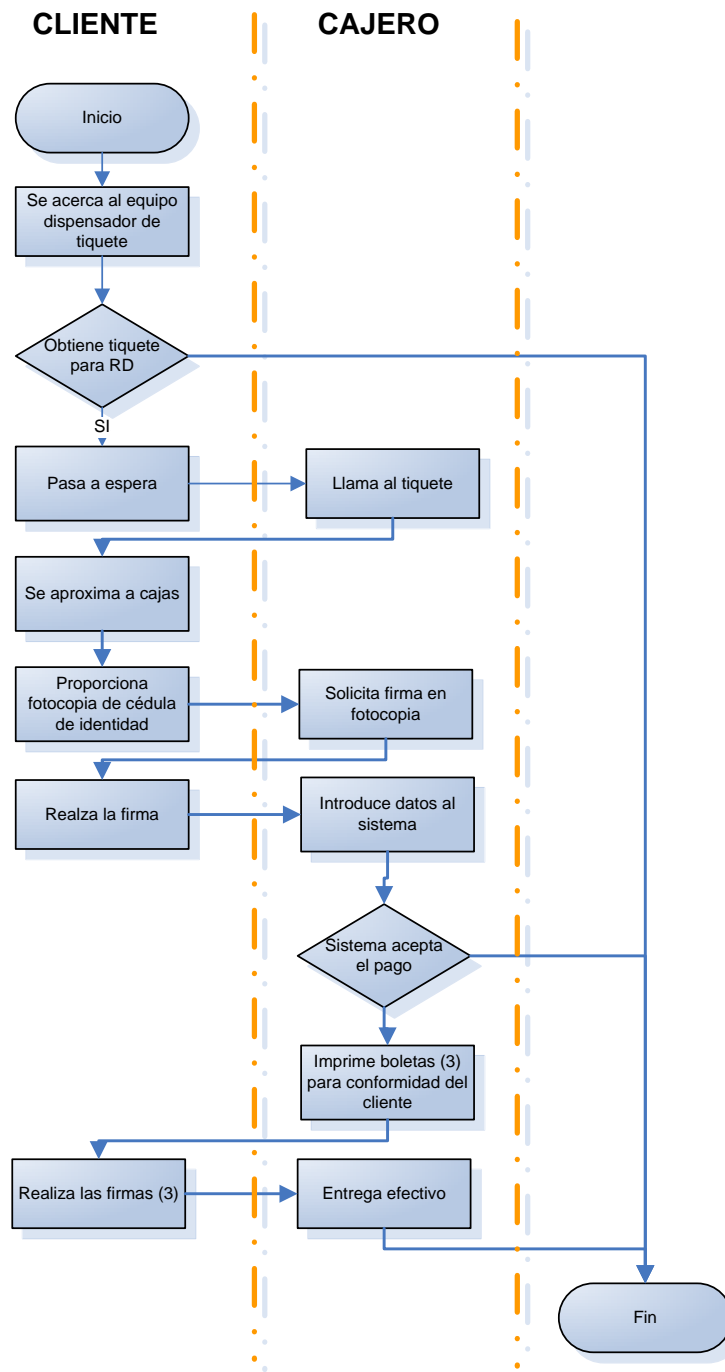 CLIENTE
CAJERO
Inicio
Se acerca al equipo
dispensador de
tiquete
Obtiene tiquete
para RD
SI
Pasa a espera
Llama al tiquete
Se aproxima a cajas
Proporciona
fotocopia de cédula
de identidad
Solicita firma en
fotocopia
Realza la firma
Introduce datos al
sistema
Sistema acepta
el pago
Imprime boletas (3)
para conformidad del
cliente
Realiza las firmas (3)
Entrega efectivo
Fin